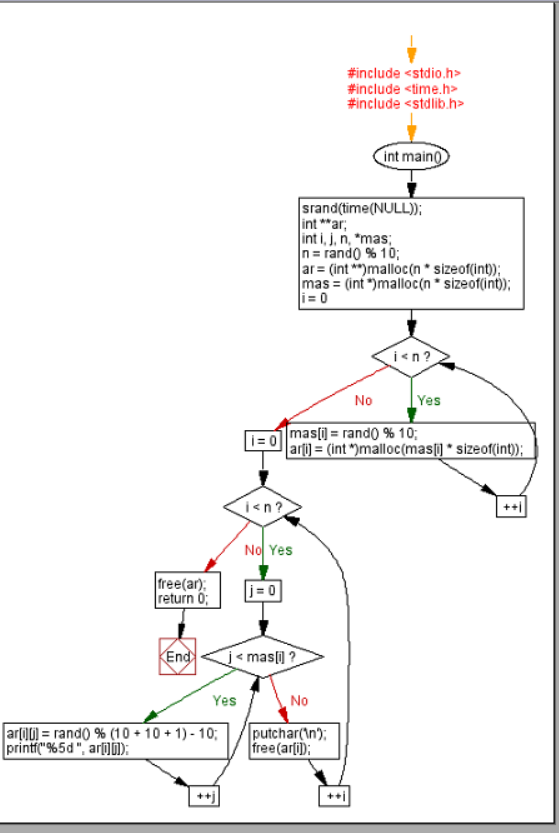 #include <stdio.h>
#include <time.h>
#include <stdlib.h>
int main()
srand(time(NULL));
int **ar;
int i, j, n, *mas;
n = rand() % 10;
ar = (int **)malloc(n * sizeof(int));
mas = (int *)malloc(n * sizeof(int));
i = 0
i < n ?
No
Yes
i = 0
mas[i] = rand() % 10;
ar[i] = (int *)malloc(mas[i] * sizeof(int));
++i
i < n ?
No
Yes
free(ar);
return 0;
j = 0
End
j < mas[i] ?
Yes
No
ar[i][j] = rand() % (10 + 10 + 1) - 10;
printf("%5d ", ar[i][j]);
putchar('\n');
free(ar[i]);
++j
++i